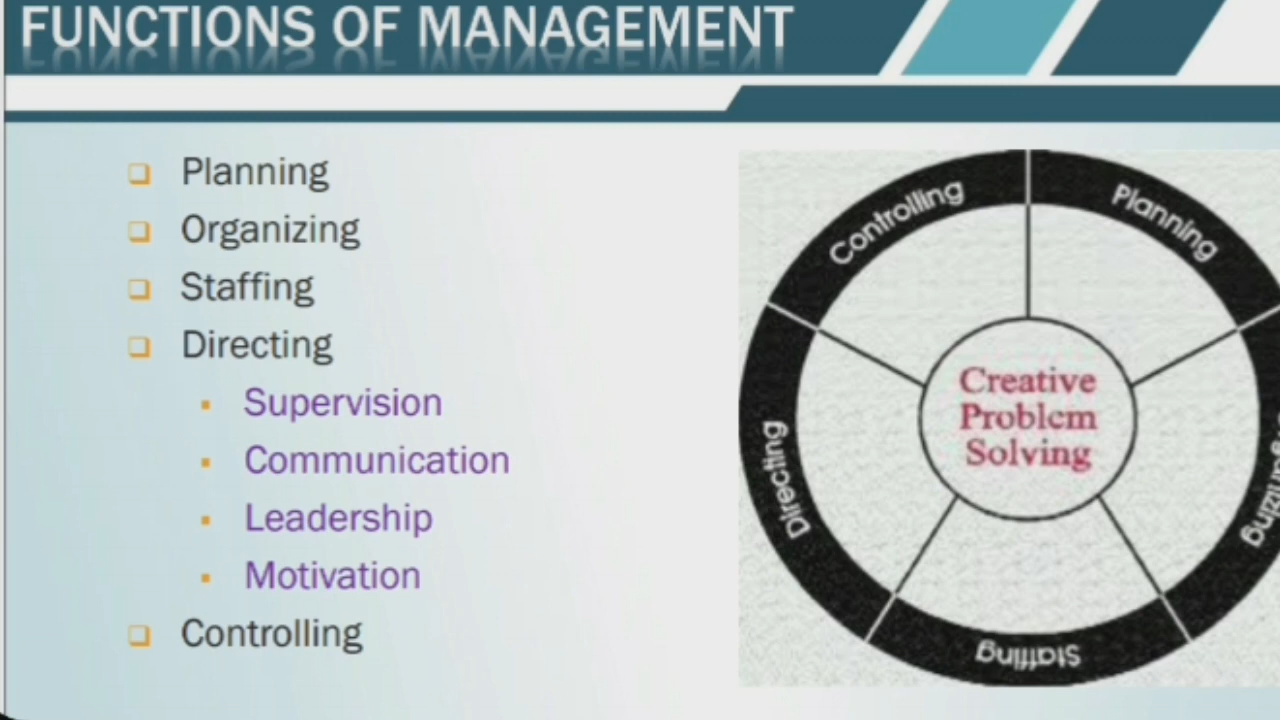 FUNCTIONS OF MANAGEMENT
Planning
Organizing
Staffing
Directing
Supervision
Communication
Leadership
Motivation
Controlling
Controlling
Planning
Directing
Creative
Problem
Solving
Staffing